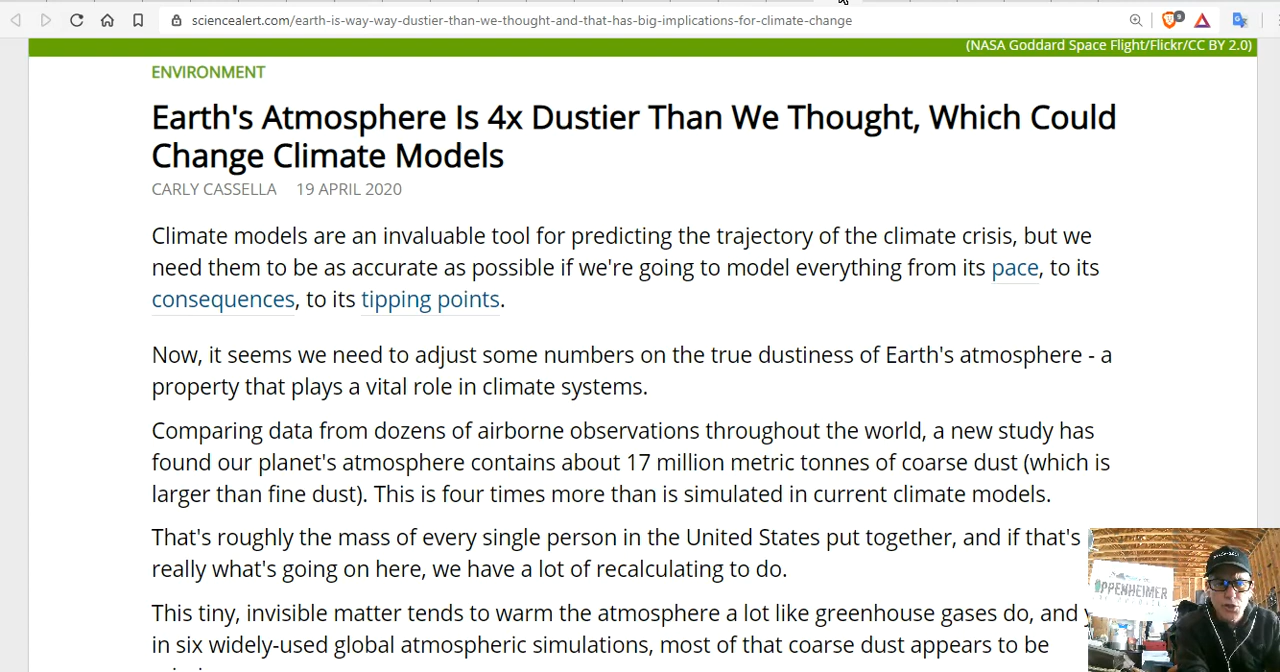 sciencealert.com/earth-is-way-way-dustier-than-we-thought-and-that-has-big-implications-for-climate-change
9
(NASA Goddard Space Flight/Flickr/CC BY 2.0)
ENVIRONMENT
Earth's Atmosphere Is 4x Dustier Than We Thought, Which Could
Change Climate Models
CARLY CASSELLA 19 APRIL 2020
Climate models are an invaluable tool for predicting the trajectory of the climate crisis, but we
need them to be as accurate as possible if we're going to model everything from its pace, to its
consequences, to its tipping points.
Now, it seems we need to adjust some numbers on the true dustiness of Earth's atmosphere - a
property that plays a vital role in climate systems.
Comparing data from dozens of airborne observations throughout the world, a new study has
found our planet's atmosphere contains about 17 million metric tonnes of coarse dust (which is
larger than fine dust). This is four times more than is simulated in current climate models.
That's roughly the mass of every single person in the United States put together, and if that's
really what's going on here, we have a lot of recalculating to do.
This tiny, invisible matter tends to warm the atmosphere a lot like greenhouse gases do, and
in six widely-used global atmospheric simulations, most of that coarse dust appears to be
OPPENHEIMER